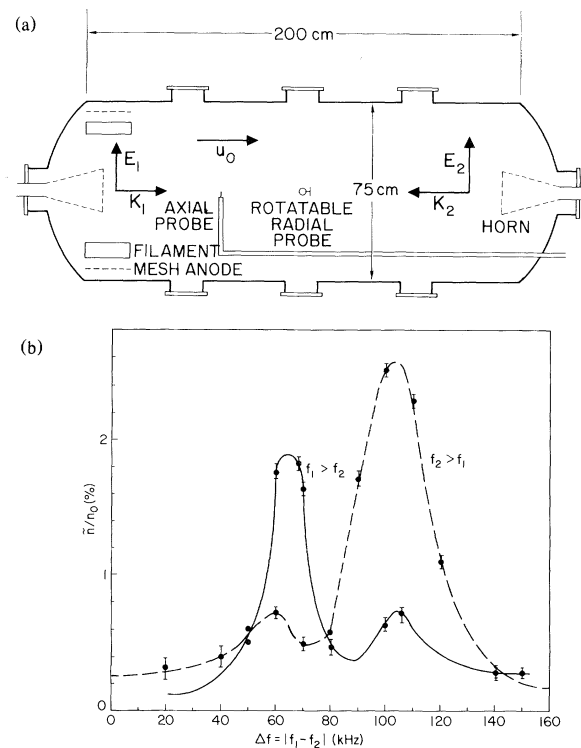 (a)
200 cm
E₁
K₁
u₀
75 cm
E₂
K₂
AXIAL
PROBE
ROTATABLE
RADIAL
PROBE
HORN
FILAMENT
MESH ANODE
(b)
ñ/n₀(%)
2
1
0
f₁ > f₂
f₂ > f₁
0 20 40 60 80 100 120 140 160
Δf = |f₁ – f₂| (kHz)